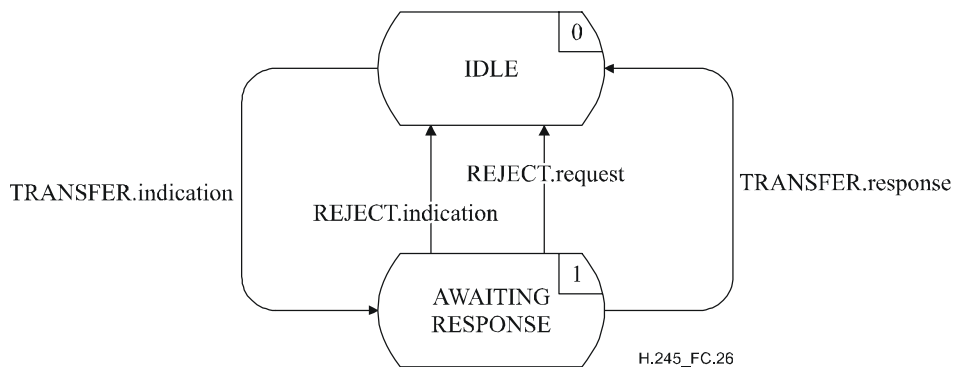 0
IDLE
REJECT.request
TRANSFER.indication
TRANSFER.response
REJECT.indication
1
AWAITING
RESPONSE
H.245_FC.26